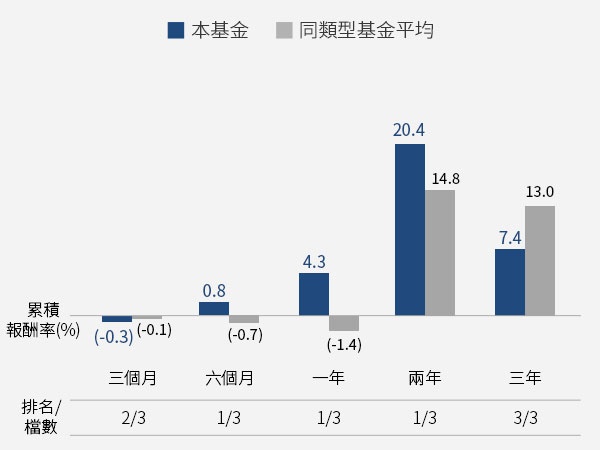 本基金 同類型基金平均
20.4
14.8
13.0
7.4
4.3
0.8
累積
報酬率(%)
(-0.3) (-0.1) (-0.7) (-1.4)
三個月 六個月 一年 兩年 三年
排名/
檔數
2/3 1/3 1/3 1/3 3/3